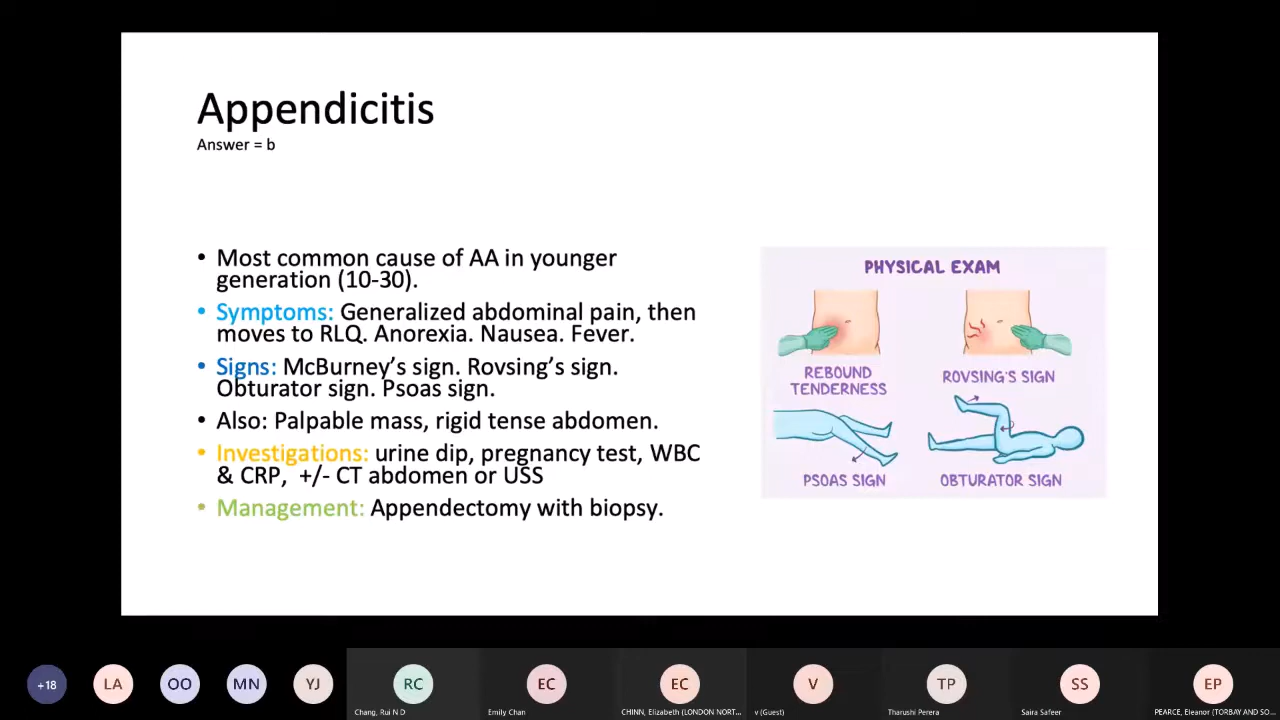 Appendicitis
Answer = b
• Most common cause of AA in younger
generation (10-30).
• Symptoms: Generalized abdominal pain, then
moves to RLQ. Anorexia. Nausea. Fever.
• Signs: McBurney’s sign. Rovsing’s sign.
Obturator sign. Psoas sign.
• Also: Palpable mass, rigid tense abdomen.
• Investigations: urine dip, pregnancy test, WBC
& CRP, +/- CT abdomen or USS
• Management: Appendectomy with biopsy.
PHYSICAL EXAM
REBOUND
TENDERNESS
ROVSING'S SIGN
PSOAS SIGN
OBTURATOR SIGN
+18
LA
OO
MN
YJ
RC
EC
EC
V
TP
SS
EP
Chang, Rui N D
Emily Chan
CHINN, Elizabeth (LONDON NORT...
v (Guest)
Tharushi Perera
Saira Safeer
PEARCE, Eleanor (TORBAY AND SO...